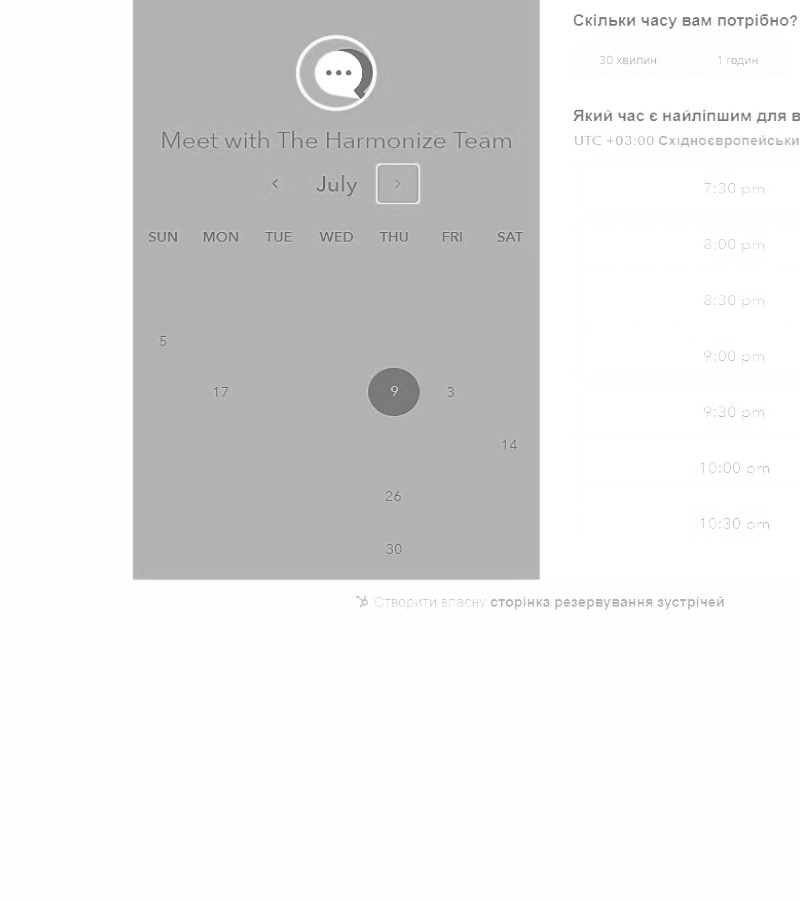 Meet with The Harmonize Team
July
SUN MON TUE WED THU FRI SAT
5
17 9 3
14
26
30
Скільки часу вам потрібно?
30 хвилин 1 годин
Який час є найліпшим для
UTC +03:00
7:30 pm
8:00 pm
8:30 pm
9:00 pm
9:30 pm
10:00 pm
10:30 pm
Створити власну сторінка резервування зустрічей